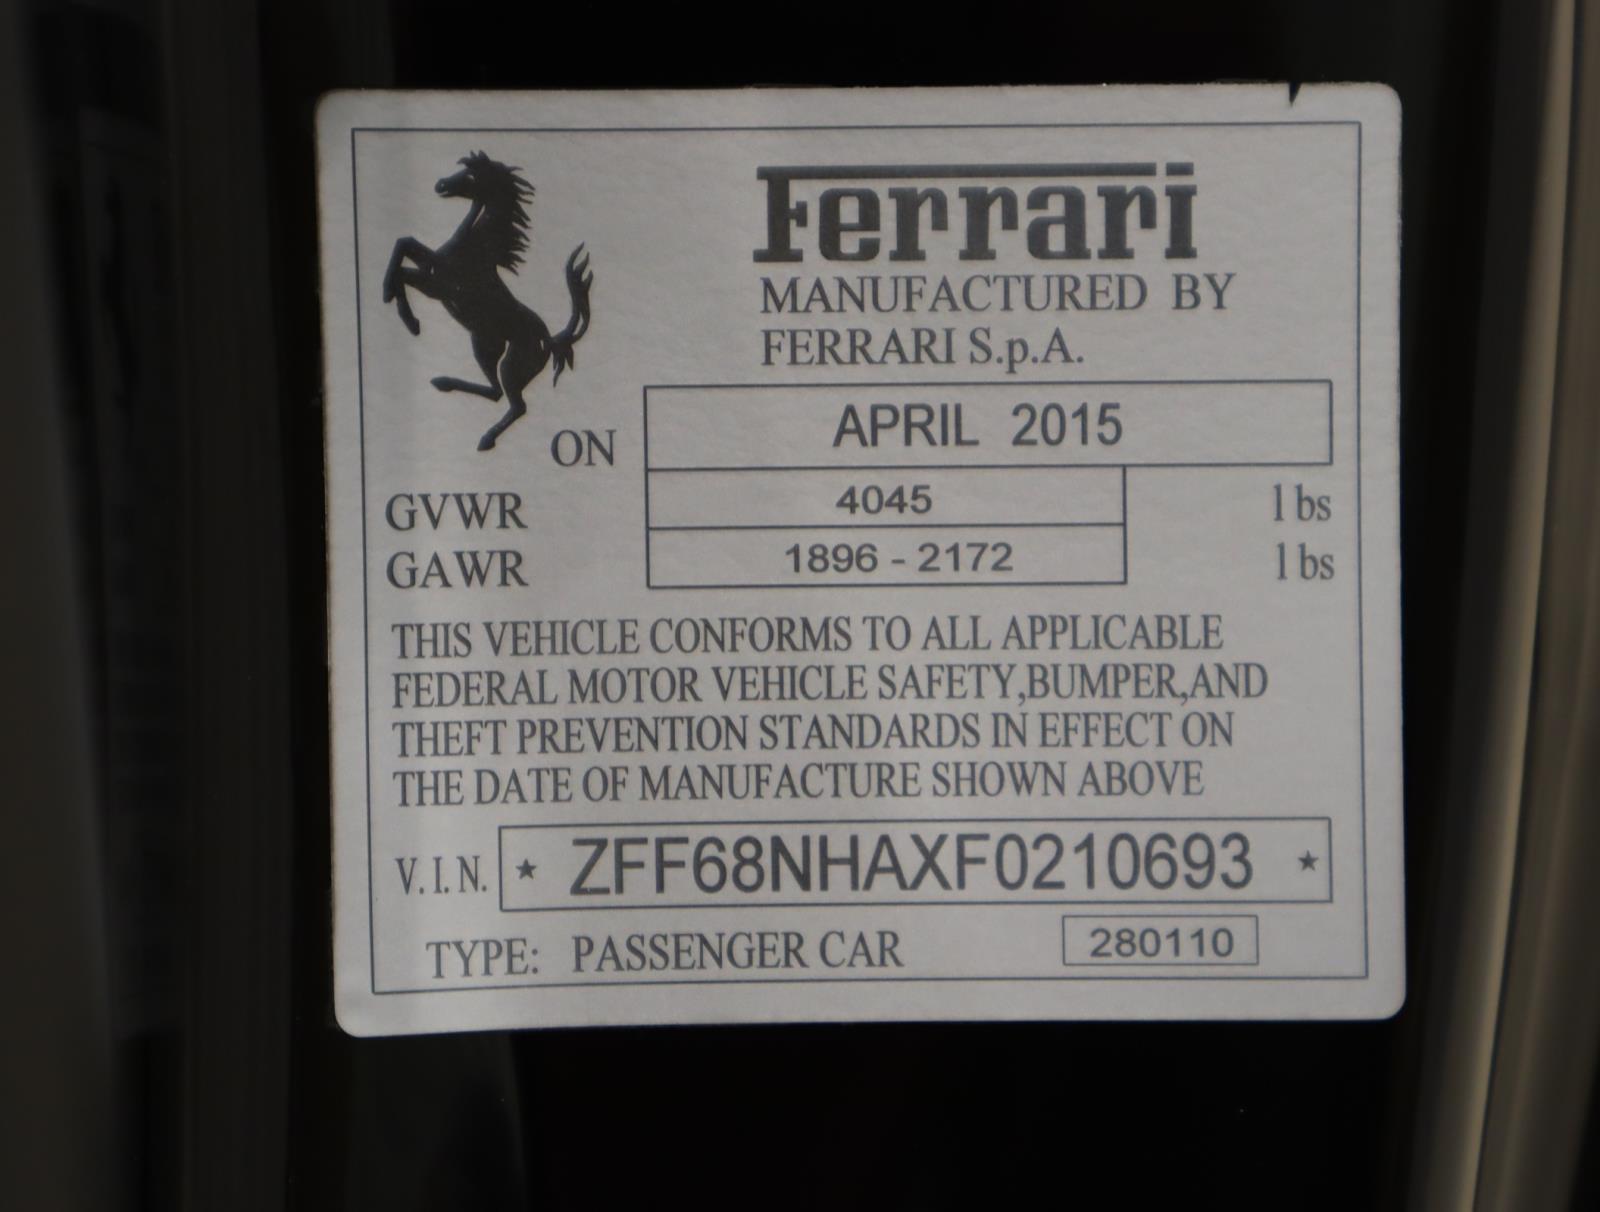 Ferrari
MANUFACTURED BY
FERRARI S.p.A.
ON APRIL 2015
GVWR 4045 lbs
GAWR 1896 - 2172 lbs
THIS VEHICLE CONFORMS TO ALL APPLICABLE
FEDERAL MOTOR VEHICLE SAFETY,BUMPER,AND
THEFT PREVENTION STANDARDS IN EFFECT ON
THE DATE OF MANUFACTURE SHOWN ABOVE
V.I.N. ★ ZFF68NHAXF0210693 ★
TYPE: PASSENGER CAR 280110